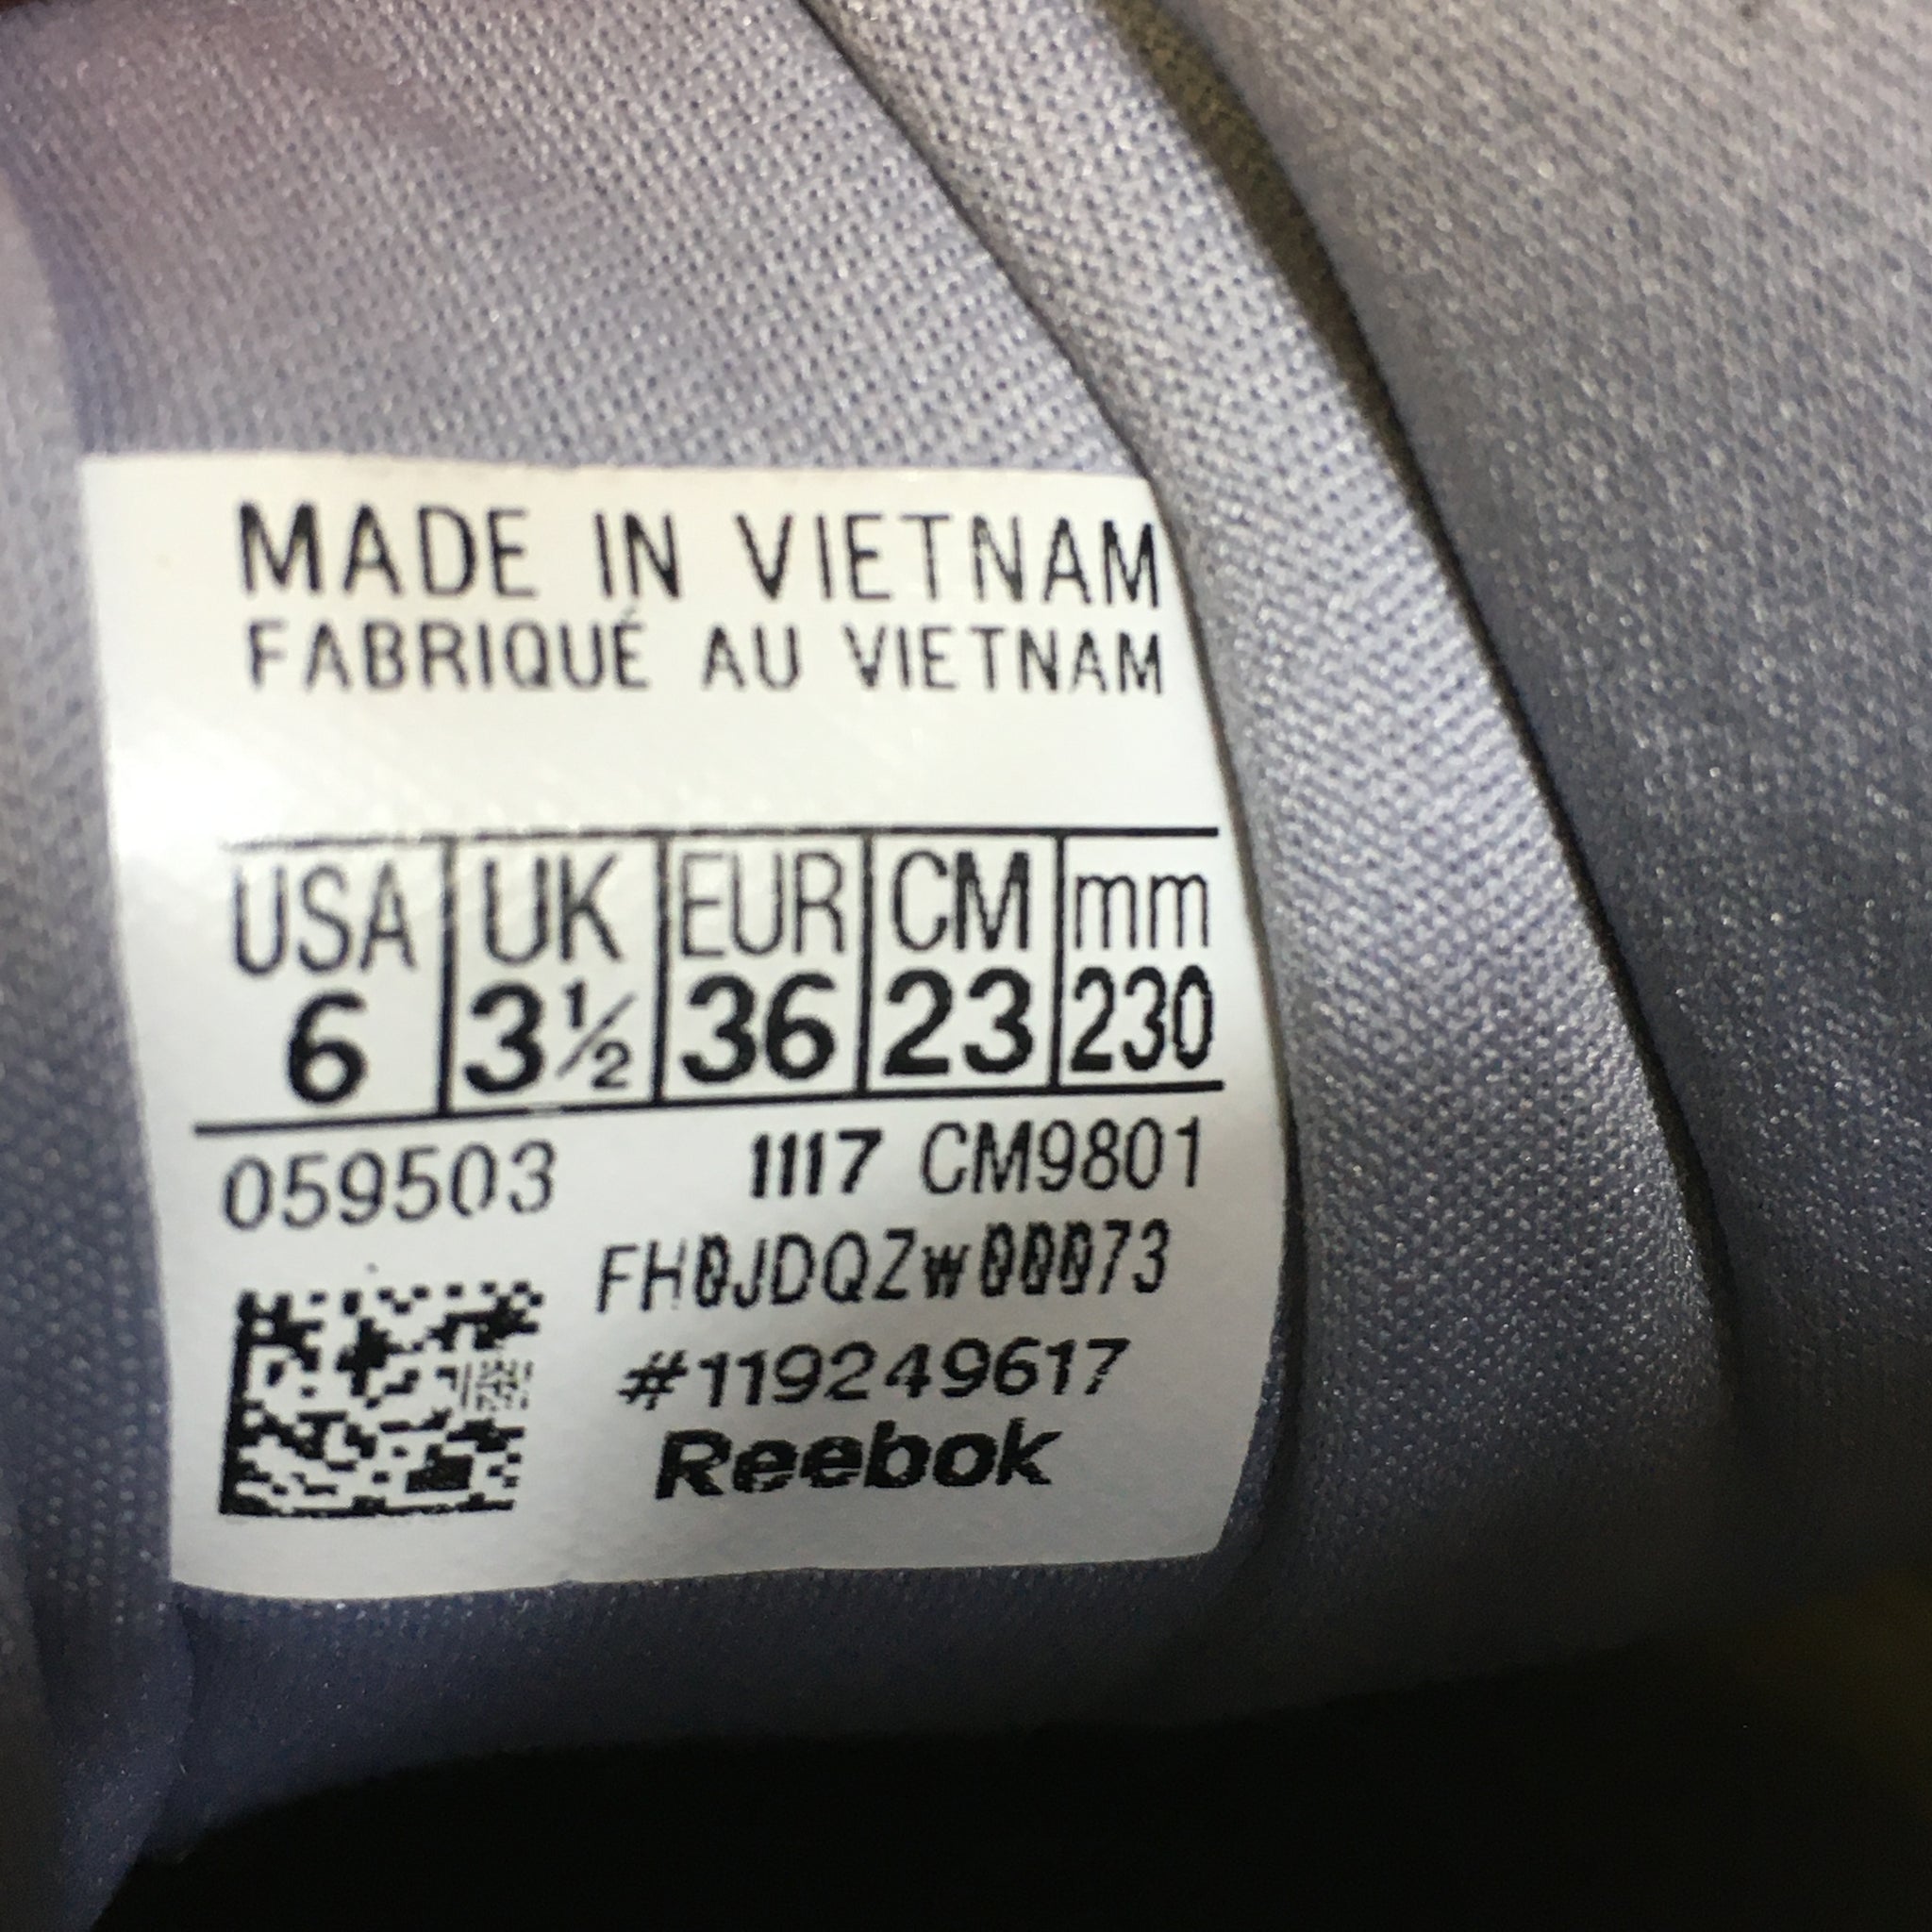 MADE IN VIETNAM
FABRIQUÉ AU VIETNAM
USA UK EUR CM mm
6 3½ 36 23 230
059503 1117 CM9801
FH0JDQZw00073
#119249617
Reebok